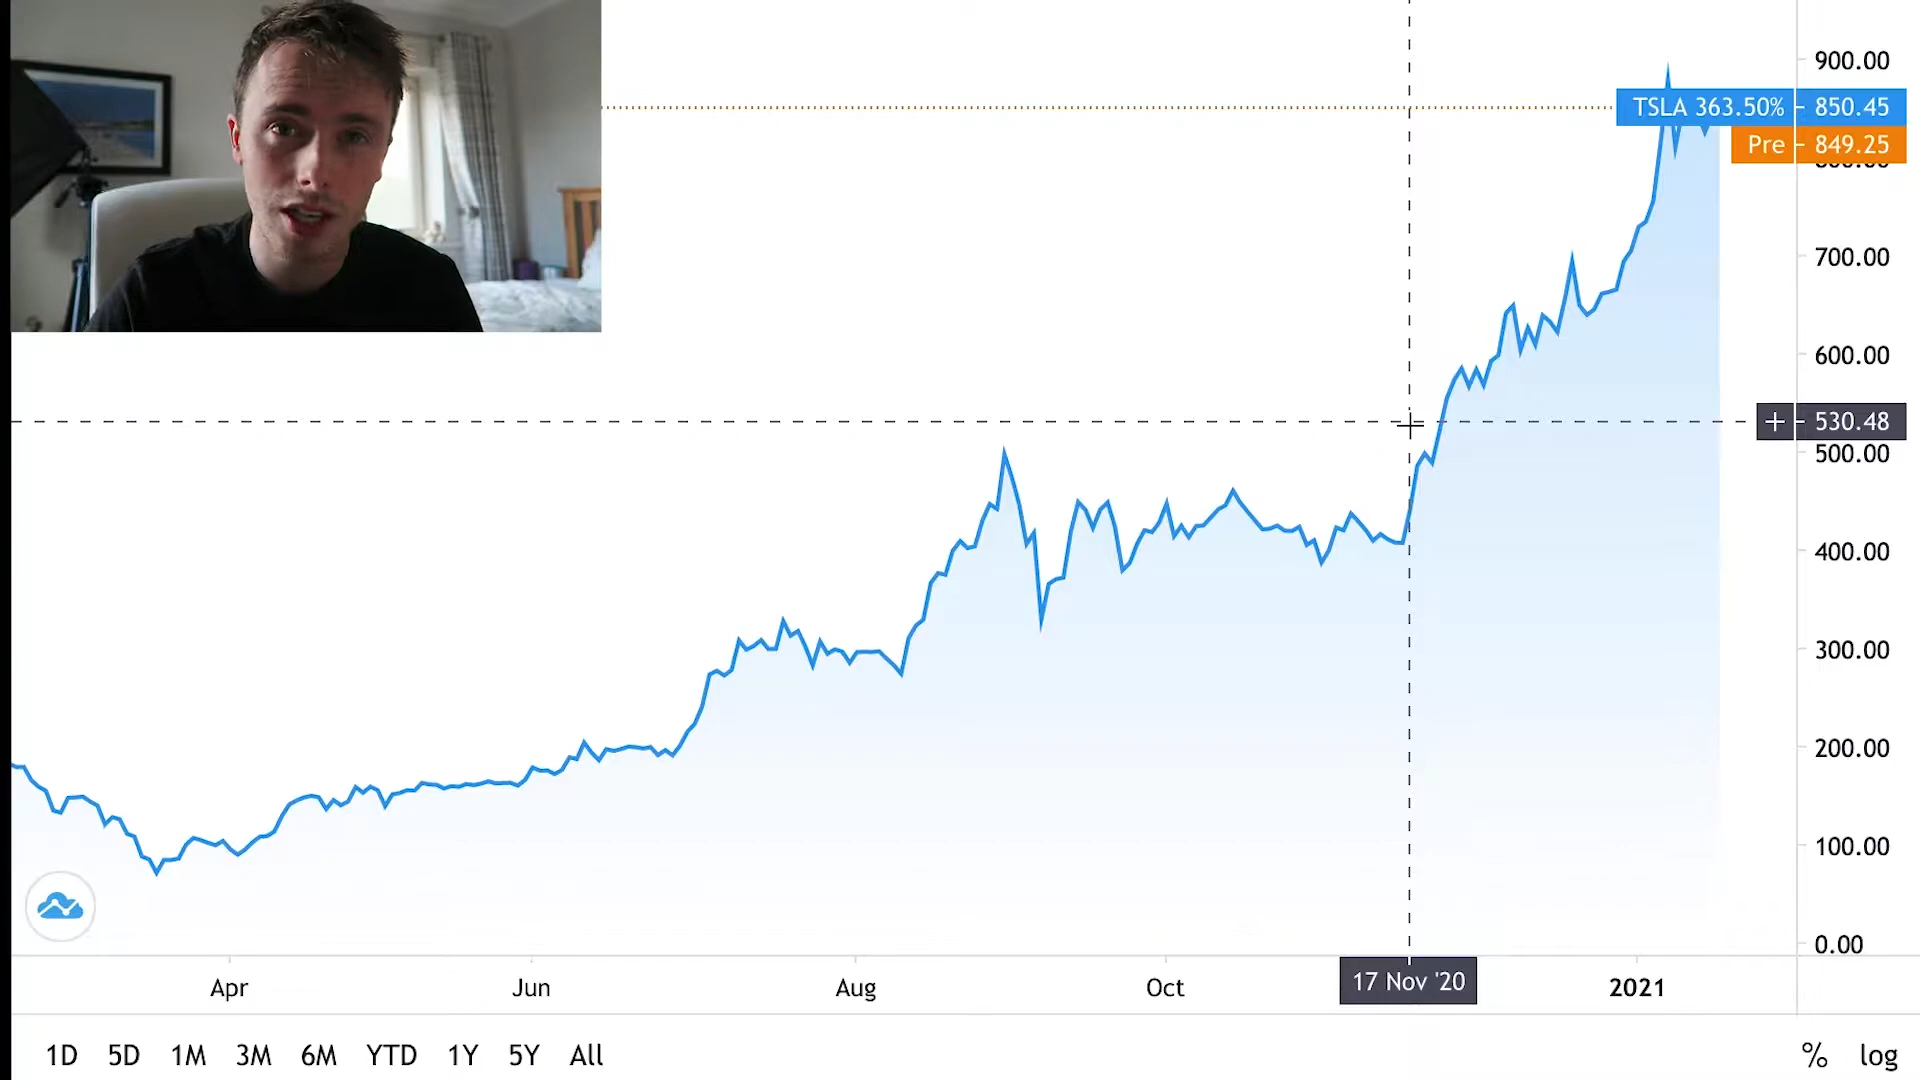 900.00
TSLA 363.50% 850.45
Pre 849.25
800.00
700.00
600.00
530.48
500.00
400.00
300.00
200.00
100.00
0.00
Apr Jun Aug Oct 17 Nov '20 2021
1D 5D 1M 3M 6M YTD 1Y 5Y All % log